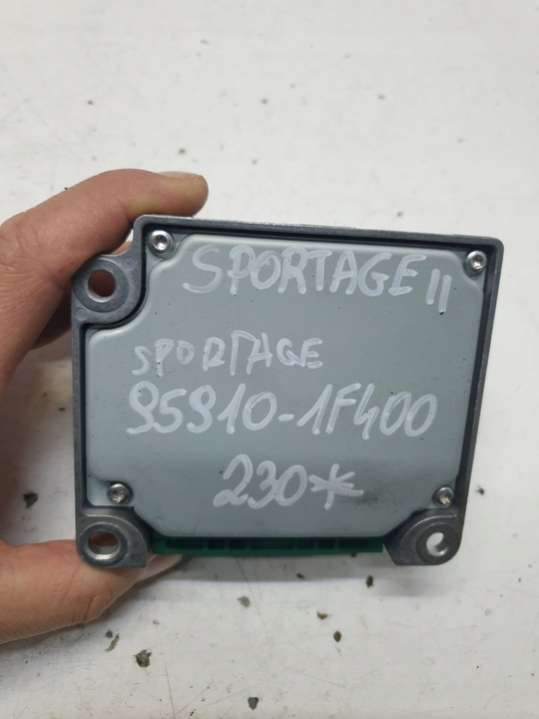 SPORTAGE II
SPORTAGE
95910-1F400
230*